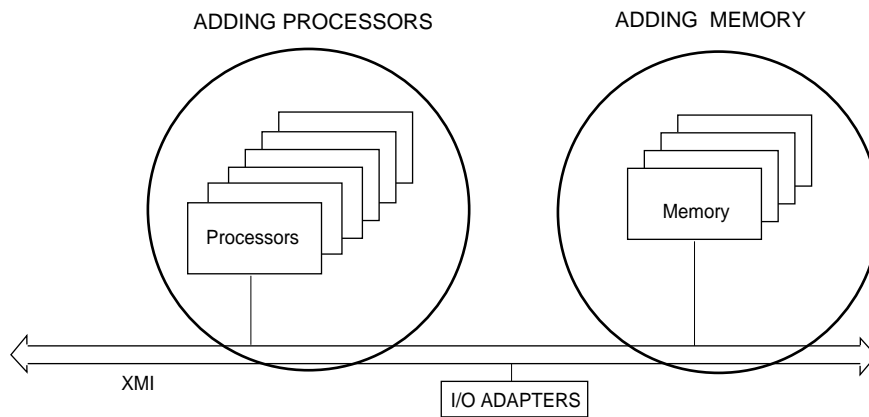 ADDING PROCESSORS
ADDING MEMORY
Processors
Memory
XMI
I/O ADAPTERS